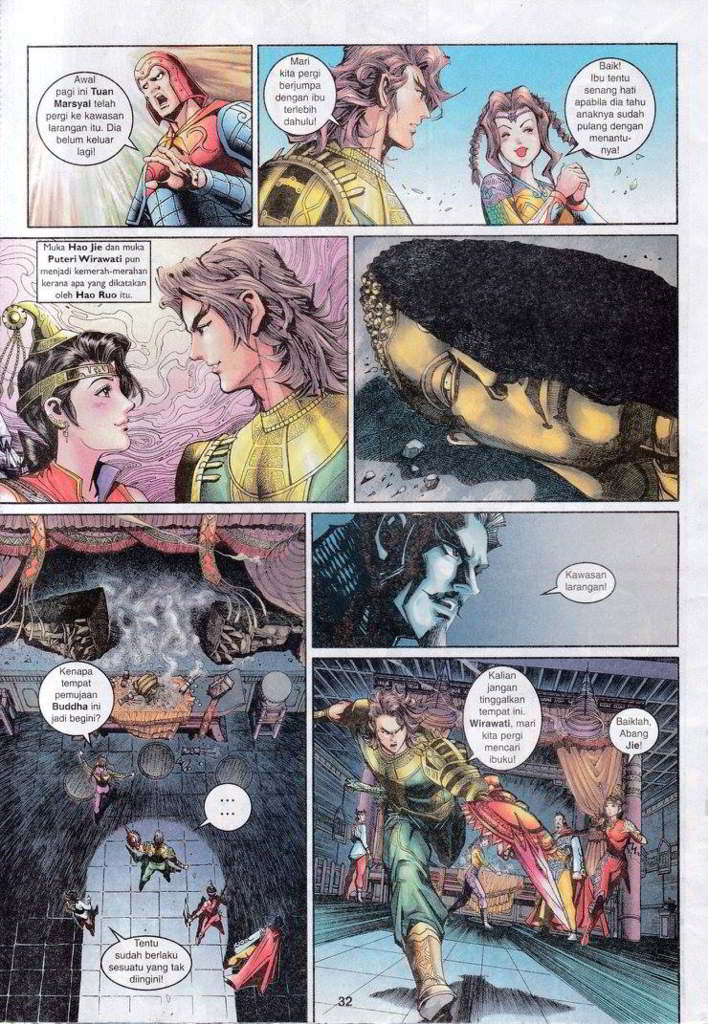 Awal
pagi ini Tuan
Marsyal telah
pergi ke kawasan
larangan itu. Dia
belum keluar
lagi!
Mari
kita pergi
berjumpa
dengan ibu
terlebih
dahulu!
Baik!
Ibu tentu
senang hati
apabila dia tahu
anaknya sudah
pulang dengan
menantu-
nya!
Muka Hao Jie dan muka
Puteri Wirawati pun
menjadi kemerah-merahan
kerana apa yang dikatakan
oleh Hao Ruo itu.
Kenapa
tempat
pemujaan
Buddha ini
jadi begini?
...
...
Tentu
sudah berlaku
sesuatu yang tak
diingini!
Kawasan
larangan!
Kalian
jangan
tinggalkan
tempat ini.
Wirawati, mari
kita pergi
mencari
ibuku!
Baiklah,
Abang
Jie!
32